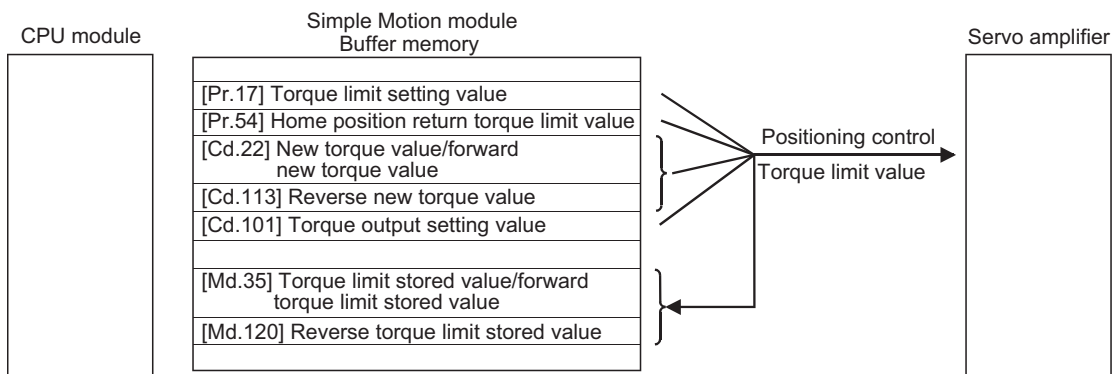 Simple Motion module
Buffer memory
CPU module
Servo amplifier
[Pr.17] Torque limit setting value
[Pr.54] Home position return torque limit value
[Cd.22] New torque value/forward
new torque value
[Cd.113] Reverse new torque value
[Cd.101] Torque output setting value
Positioning control
Torque limit value
[Md.35] Torque limit stored value/forward
torque limit stored value
[Md.120] Reverse torque limit stored value